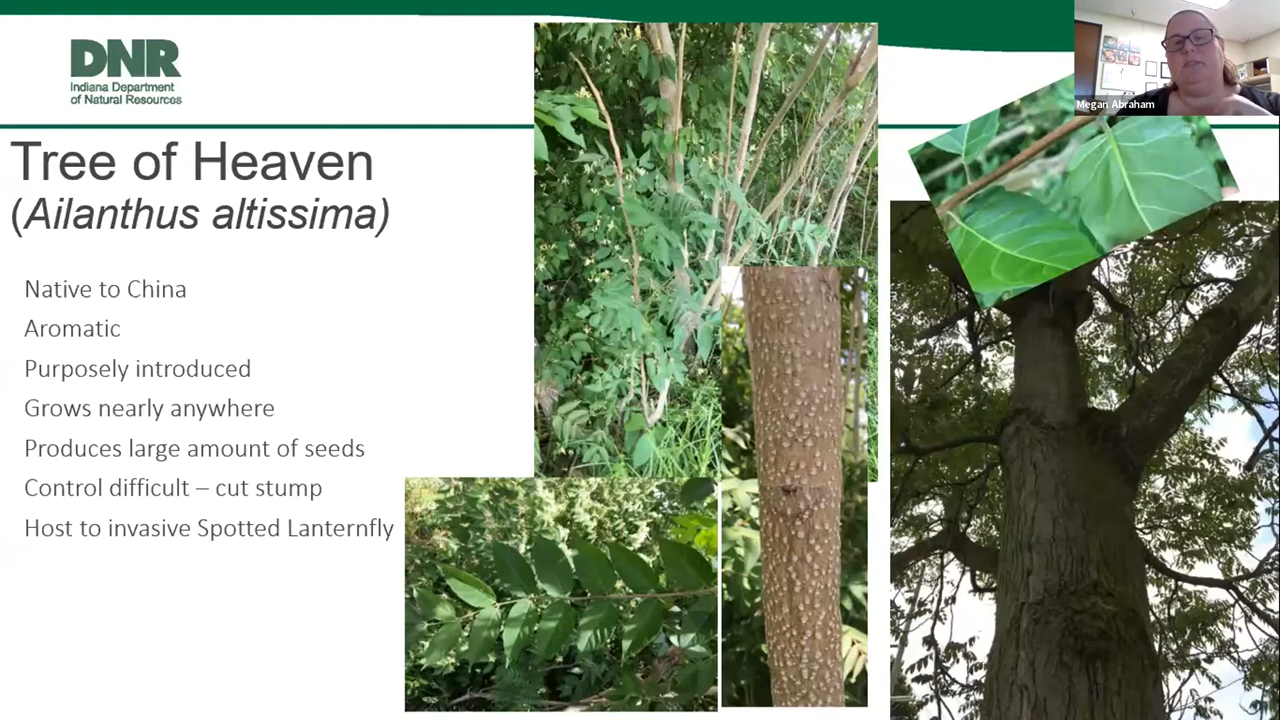 DNR
Indiana Department
of Natural Resources
Megan Abraham
Tree of Heaven
(Ailanthus altissima)
Native to China
Aromatic
Purposely introduced
Grows nearly anywhere
Produces large amount of seeds
Control difficult – cut stump
Host to invasive Spotted Lanternfly